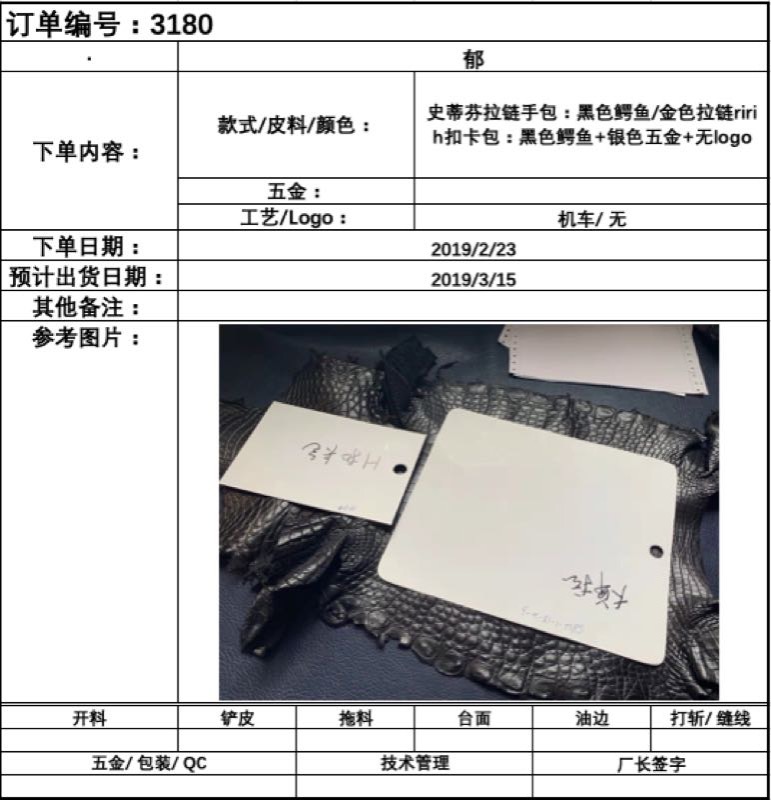 订单编号：3180
郁
下单内容：
款式/皮料/颜色：
史蒂芬拉链手包：黑色鳄鱼/金色拉链riri
h扣卡包：黑色鳄鱼+银色五金+无logo
五金：
工艺/Logo：
机车/ 无
下单日期：
2019/2/23
预计出货日期：
2019/3/15
其他备注：
参考图片：
H扣卡包
大单拉
开料
铲皮
拖料
台面
油边
打斩/ 缝线
五金/ 包装/ QC
技术管理
厂长签字